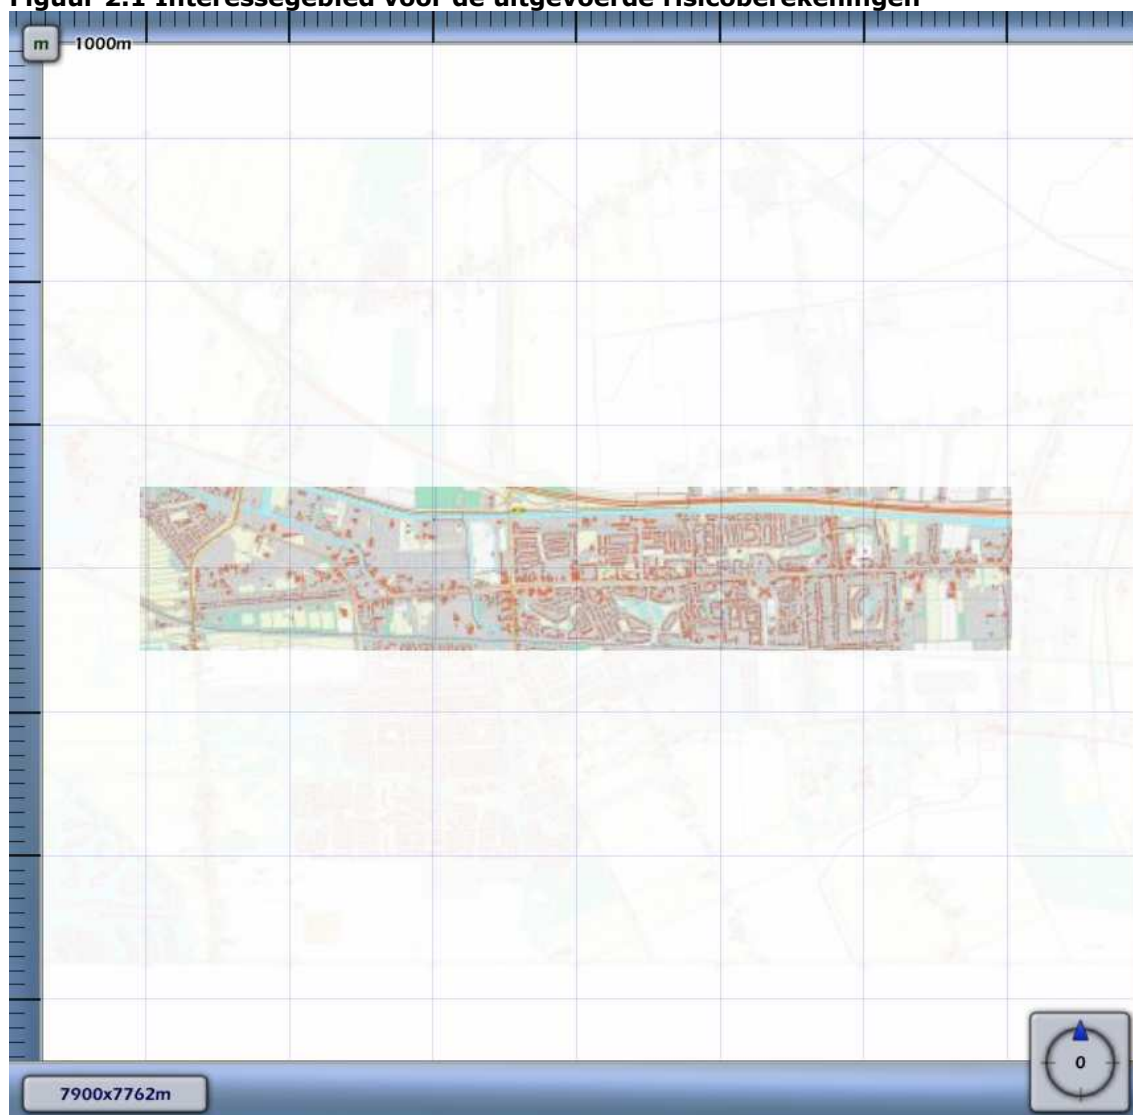 Figuur 2.1 Interessegebied voor de uitgevoerde risicoberekeningen
m 1000m
0
7900x7762m